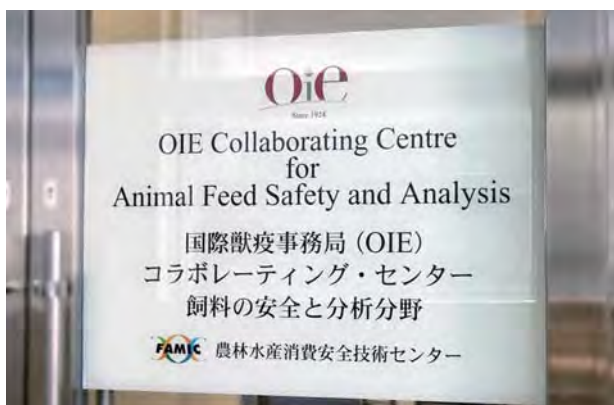 OiE
Since 1924
OIE Collaborating Centre
for
Animal Feed Safety and Analysis
国際獣疫事務局(OIE)
コラボレーティング・センター
飼料の安全と分析分野
FAMIC 農林水産消費安全技術センター